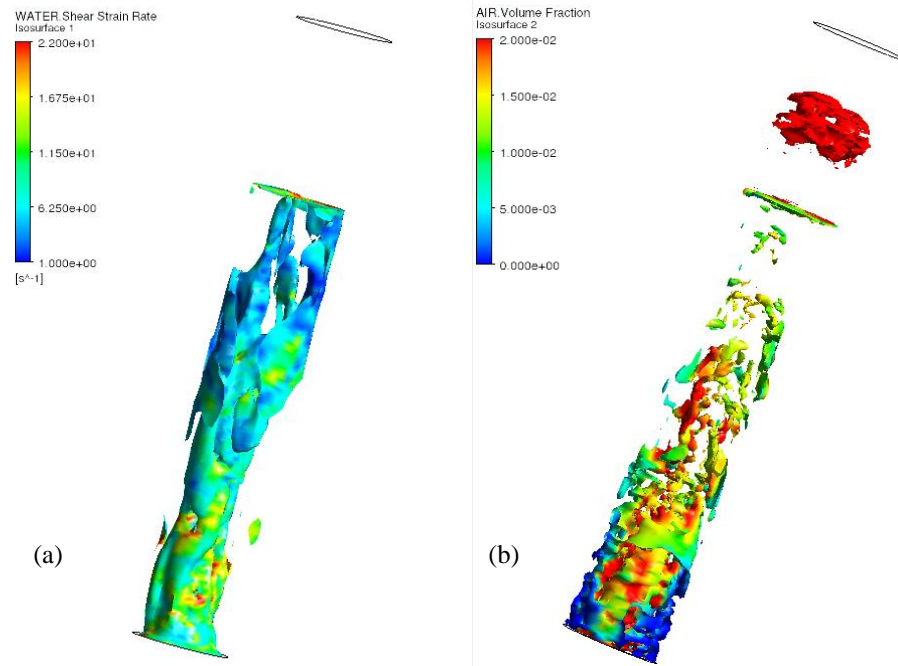 WATER.Shear Strain Rate
Isosurface 1
2.200e+01
1.675e+01
1.150e+01
6.250e+00
1.000e+00
[s^-1]
(a)
AIR.Volume Fraction
Isosurface 2
2.000e-02
1.500e-02
1.000e-02
5.000e-03
0.000e+00
(b)